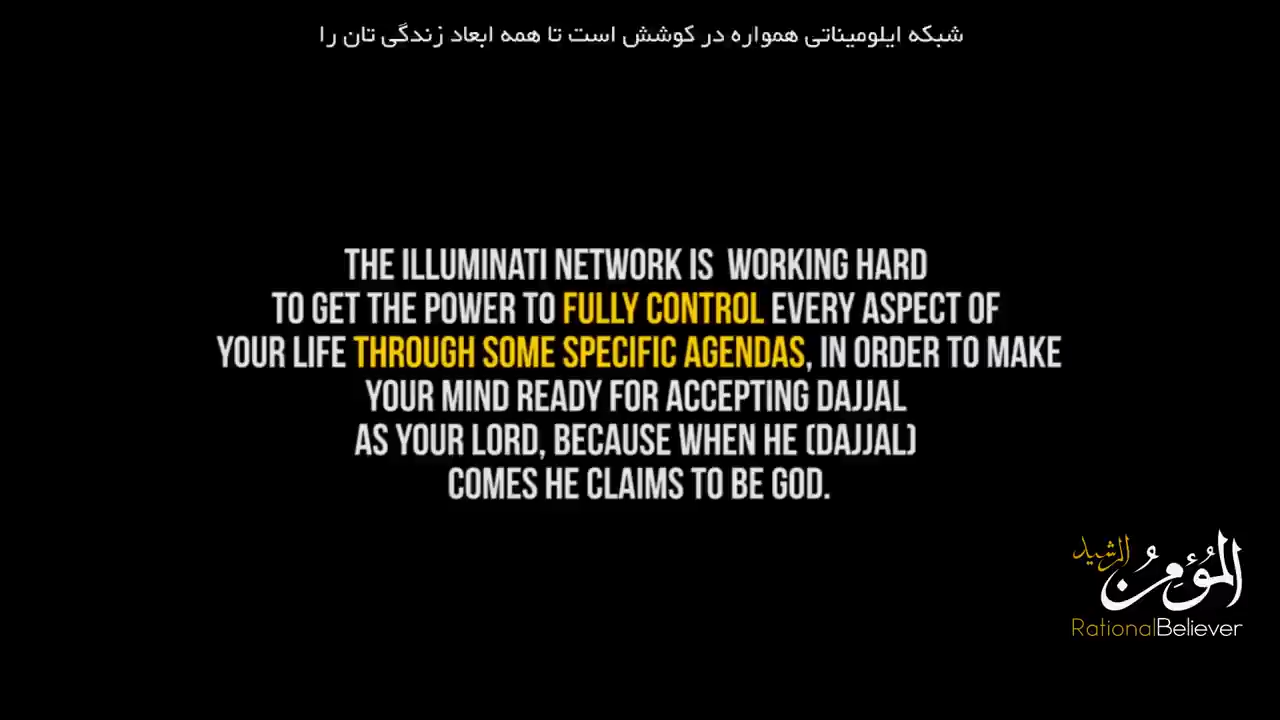 شبکه ایلومیناتی همواره در کوشش است تا همه ابعاد زندگی تان را
THE ILLUMINATI NETWORK IS WORKING HARD
TO GET THE POWER TO FULLY CONTROL EVERY ASPECT OF
YOUR LIFE THROUGH SOME SPECIFIC AGENDAS, IN ORDER TO MAKE
YOUR MIND READY FOR ACCEPTING DAJJAL
AS YOUR LORD, BECAUSE WHEN HE (DAJJAL)
COMES HE CLAIMS TO BE GOD.
المُؤمِنُ الرشيد
RationalBeliever